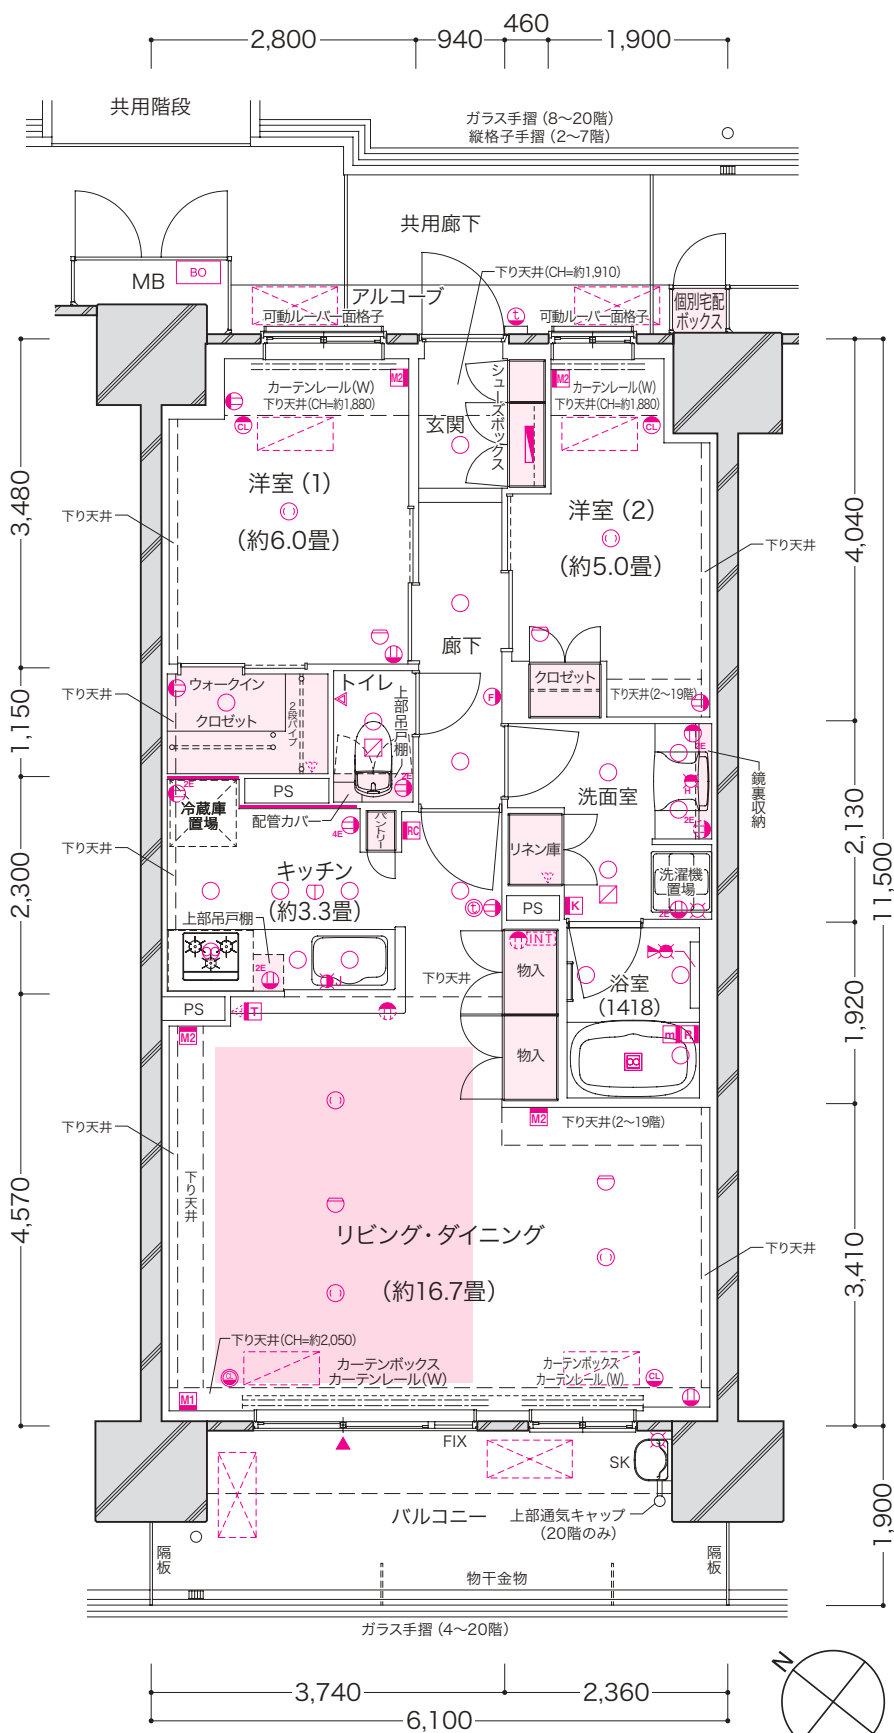 460
2,800
940
1,900
共用階段
ガラス手摺 (8〜20階)
縦格子手摺 (2〜7階)
共用廊下
MB
BO
下り天井(CH=約1,910)
アルコーブ
個別宅配
ボックス
可動ルーバー面格子
t
可動ルーバー面格子
M2
M2
カーテンレール(W)
下り天井(CH=約1,880)
CL
玄関
シューズボックス
カーテンレール(W)
下り天井(CH=約1,880)
CL
洋室 (1)
(約6.0畳)
洋室 (2)
(約5.0畳)
3,480
4,040
下り天井
下り天井
廊下
ウォークイン
クロゼット
2段パイプ
トイレ
上部吊戸棚
F
クロゼット
下り天井(2〜19階)
下り天井
1,150
2E
2E
2E
H
2E
洗面室
鏡裏収納
冷蔵庫
置場
PS
配管カバー
4E
パントリー
RC
リネン庫
2,130
11,500
下り天井
キッチン
(約3.3畳)
2,300
洗濯機
置場
2E
t
PS
K
上部吊戸棚
2E
J
下り天井
INT
物入
浴室
(1418)
PS
T
M2
物入
m
R
1,920
下り天井
下り天井
M2
下り天井(2〜19階)
4,570
リビング・ダイニング
(約16.7畳)
下り天井
3,410
下り天井(CH=約2,050)
カーテンボックス
カーテンレール(W)
カーテンボックス
カーテンレール(W)
CL
M1
FIX
SK
バルコニー
上部通気キャップ
(20階のみ)
1,900
隔板
隔板
物干金物
ガラス手摺 (4〜20階)
N
3,740
2,360
6,100